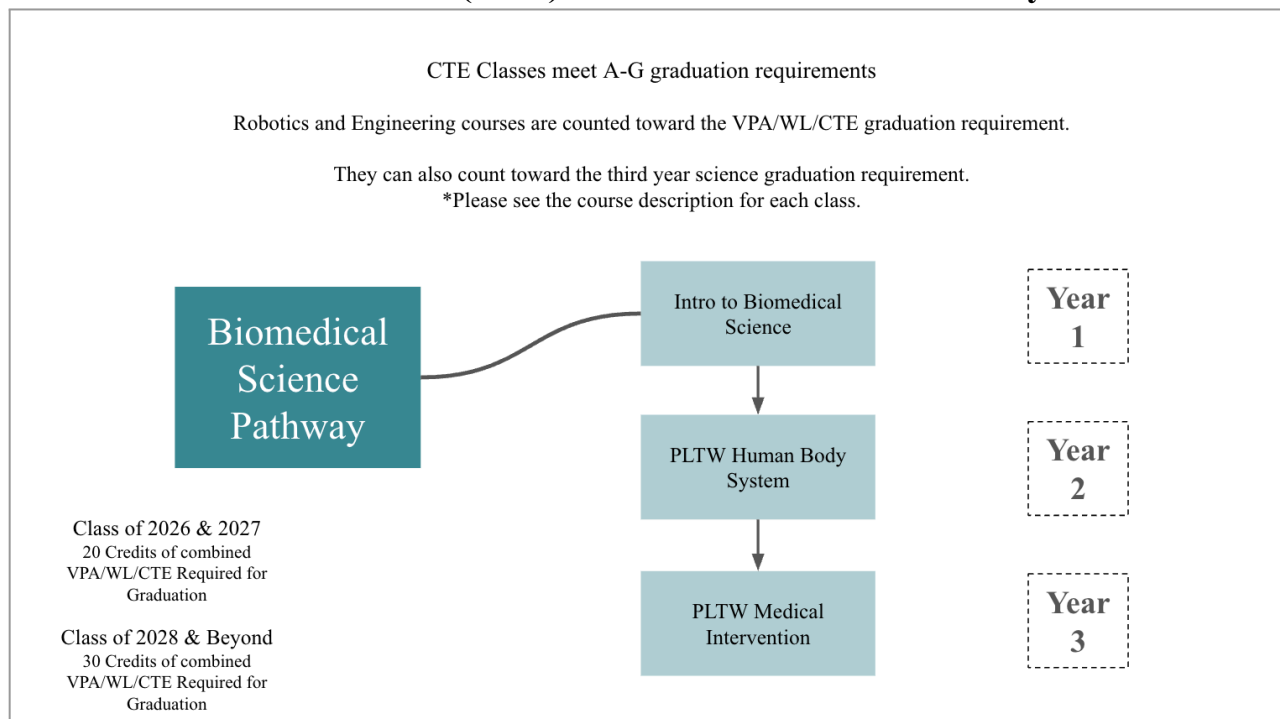 CTE Classes meet A-G graduation requirements
Robotics and Engineering courses are counted toward the VPA/WL/CTE graduation requirement.
They can also count toward the third year science graduation requirement.
*Please see the course description for each class.
Biomedical
Science
Pathway
Intro to Biomedical
Science
Year
1
PLTW Human Body
System
Year
2
PLTW Medical
Intervention
Year
3
Class of 2026 & 2027
20 Credits of combined
VPA/WL/CTE Required for
Graduation
Class of 2028 & Beyond
30 Credits of combined
VPA/WL/CTE Required for
Graduation